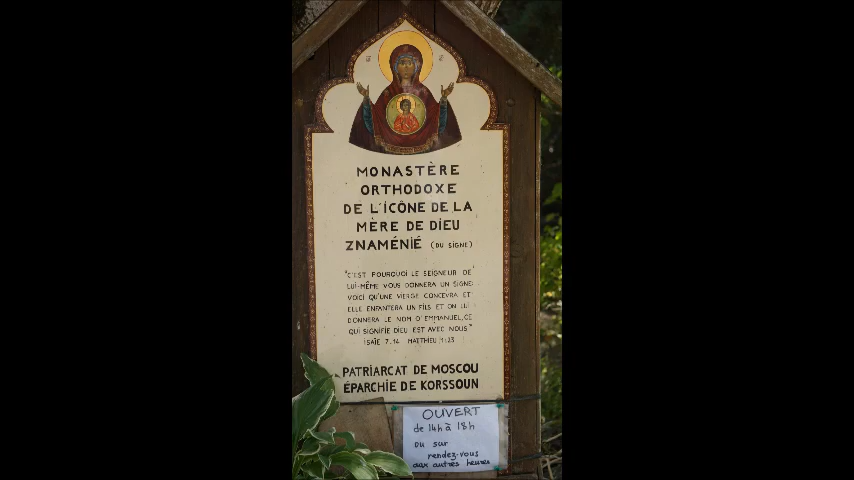 MONASTÈRE
ORTHODOXE
DE L'ICÔNE DE LA
MÈRE DE DIEU
ZNAMÉNIÉ (DU SIGNE)
"C'EST POURQUOI LE SEIGNEUR DE
LUI-MÊME VOUS DONNERA UN SIGNE:
VOICI QU'UNE VIERGE CONCEVRA ET
ELLE ENFANTERA UN FILS ET ON LUI
DONNERA LE NOM D'EMMANUEL, CE
QUI SIGNIFIE DIEU EST AVEC NOUS"
ISAÏE 7.14 MATTHIEU 1:23
PATRIARCAT DE MOSCOU
ÉPARCHIE DE KORSSOUN
OUVERT
de 14h à 18h
ou sur
rendez-vous
aux autres heures